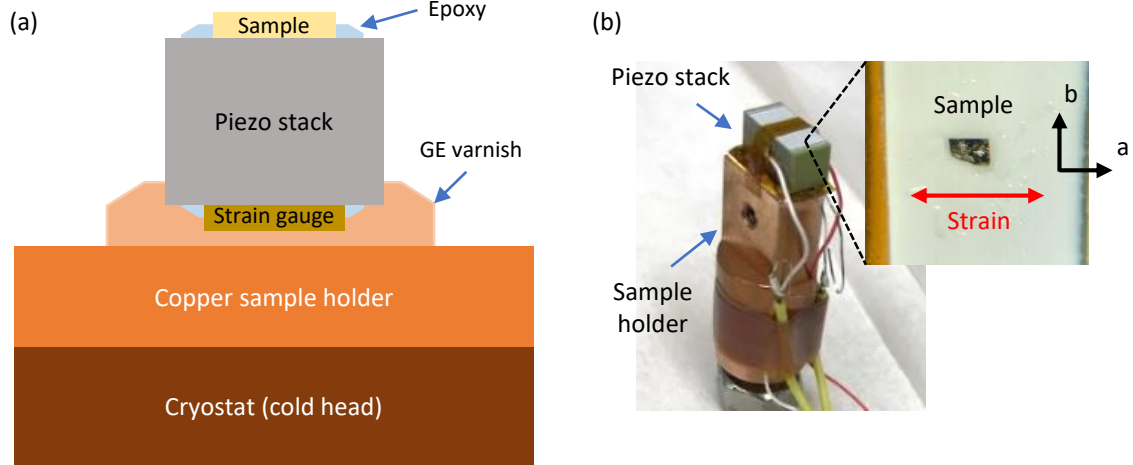 (a)
Sample
Epoxy
Piezo stack
GE varnish
Strain gauge
Copper sample holder
Cryostat (cold head)
(b)
Piezo stack
Sample
holder
Sample
b
a
Strain